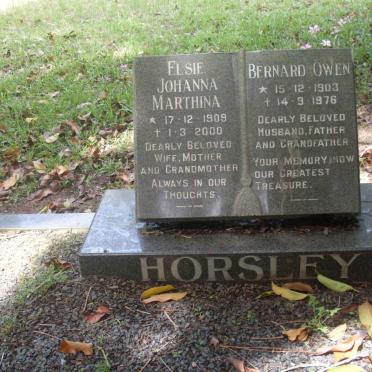 ELSIE
JOHANNA
MARTHINA
* 17-12-1909
† 1-3-2000
DEARLY BELOVED
WIFE, MOTHER
AND GRANDMOTHER
ALWAYS IN OUR
THOUGHTS.
BERNARD OWEN
* 15-12-1903
† 14-9-1976
DEARLY BELOVED
HUSBAND, FATHER
AND GRANDFATHER
YOUR MEMORY, NOW
OUR GREATEST
TREASURE.
HORSLEY